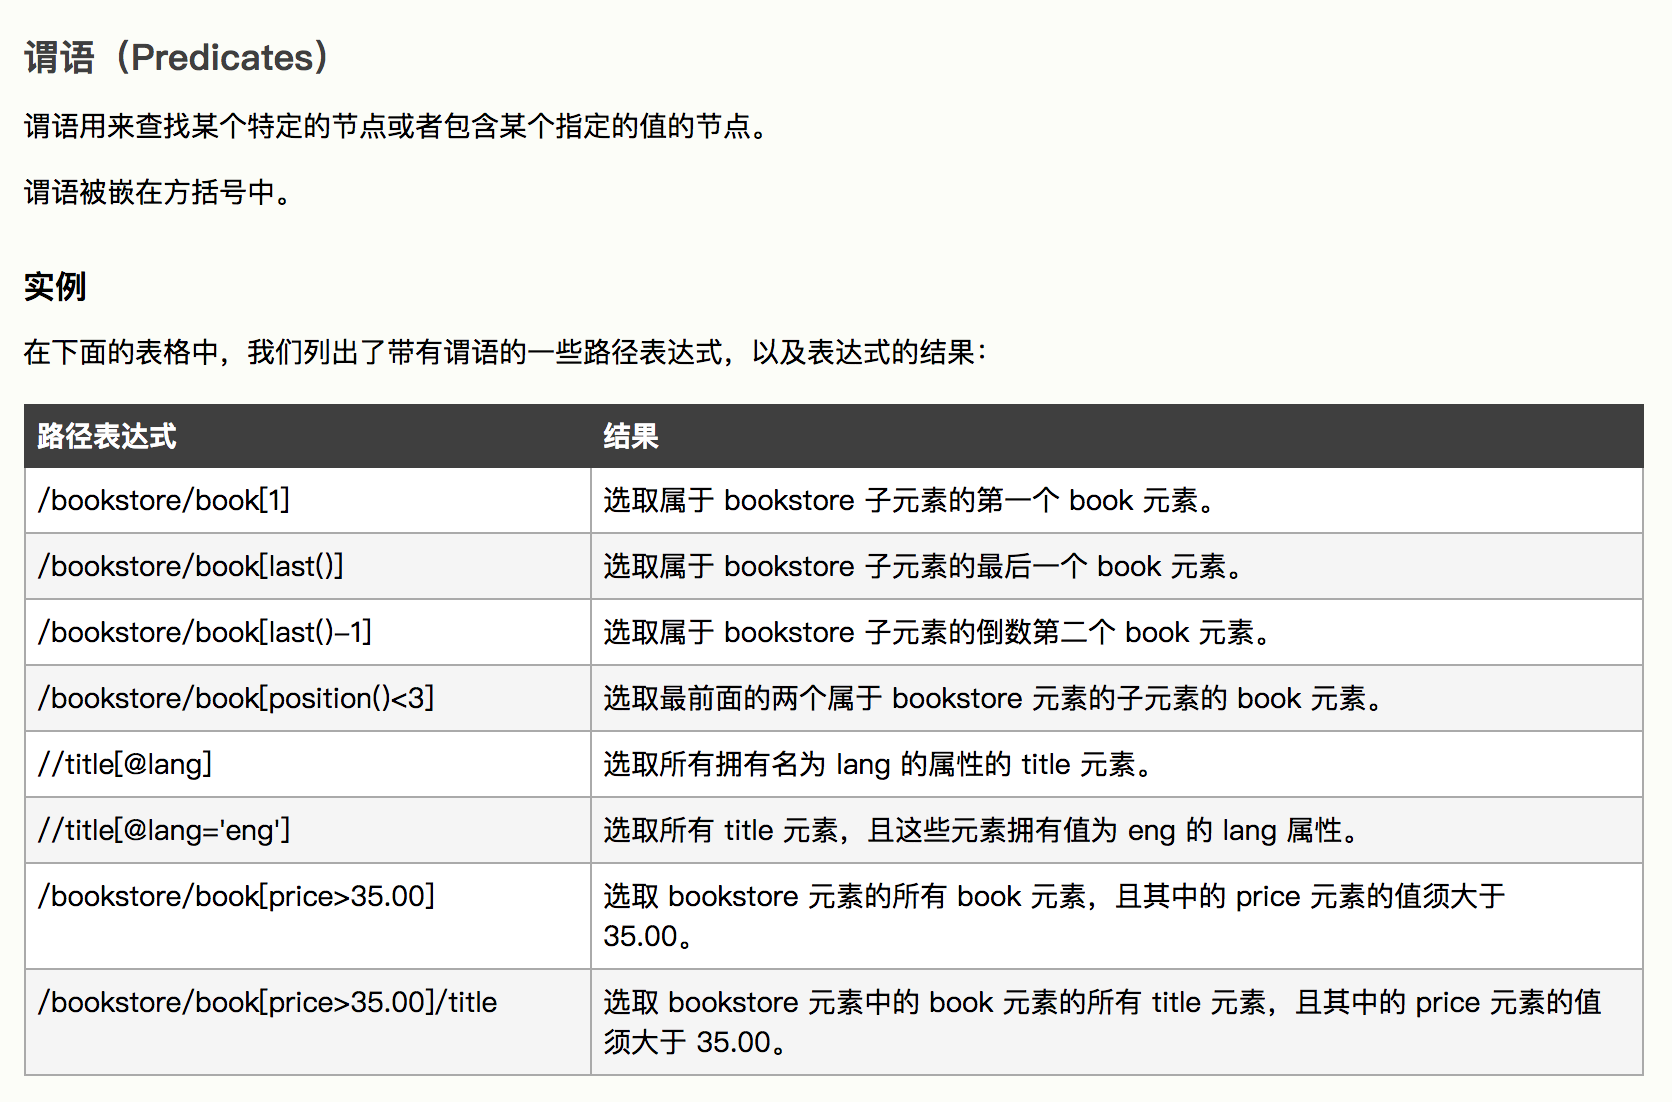 谓语（Predicates）
谓语用来查找某个特定的节点或者包含某个指定的值的节点。
谓语被嵌在方括号中。
实例
在下面的表格中，我们列出了带有谓语的一些路径表达式，以及表达式的结果：
路径表达式 结果
/bookstore/book[1] 选取属于 bookstore 子元素的第一个 book 元素。
/bookstore/book[last()] 选取属于 bookstore 子元素的最后一个 book 元素。
/bookstore/book[last()-1] 选取属于 bookstore 子元素的倒数第二个 book 元素。
/bookstore/book[position()<3] 选取最前面的两个属于 bookstore 元素的子元素的 book 元素。
//title[@lang] 选取所有拥有名为 lang 的属性的 title 元素。
//title[@lang='eng'] 选取所有 title 元素，且这些元素拥有值为 eng 的 lang 属性。
/bookstore/book[price>35.00] 选取 bookstore 元素的所有 book 元素，且其中的 price 元素的值须大于
35.00。
/bookstore/book[price>35.00]/title 选取 bookstore 元素中的 book 元素的所有 title 元素，且其中的 price 元素的值
须大于 35.00。